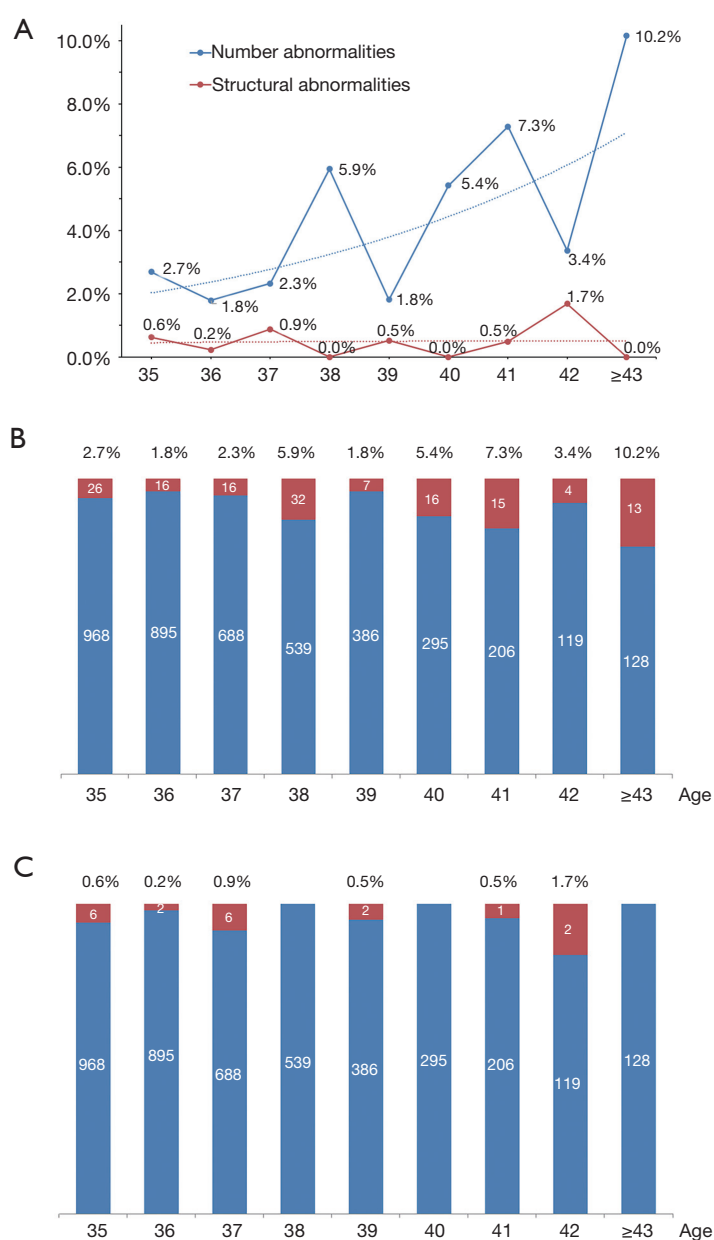 A
10.0%
8.0%
6.0%
4.0%
2.0%
0.0%
Number abnormalities
Structural abnormalities
2.7%
1.8%
2.3%
5.9%
1.8%
5.4%
7.3%
3.4%
10.2%
0.6%
0.2%
0.9%
0.0%
0.5%
0.0%
0.5%
1.7%
0.0%
35 36 37 38 39 40 41 42 ≥43
B
2.7% 1.8% 2.3% 5.9% 1.8% 5.4% 7.3% 3.4% 10.2%
26 16 16 32 7 16 15 4 13
968 895 688 539 386 295 206 119 128
35 36 37 38 39 40 41 42 ≥43 Age
C
0.6% 0.2% 0.9% 0.5% 0.5% 1.7%
6 2 6 2 1 2
968 895 688 539 386 295 206 119 128
35 36 37 38 39 40 41 42 ≥43 Age